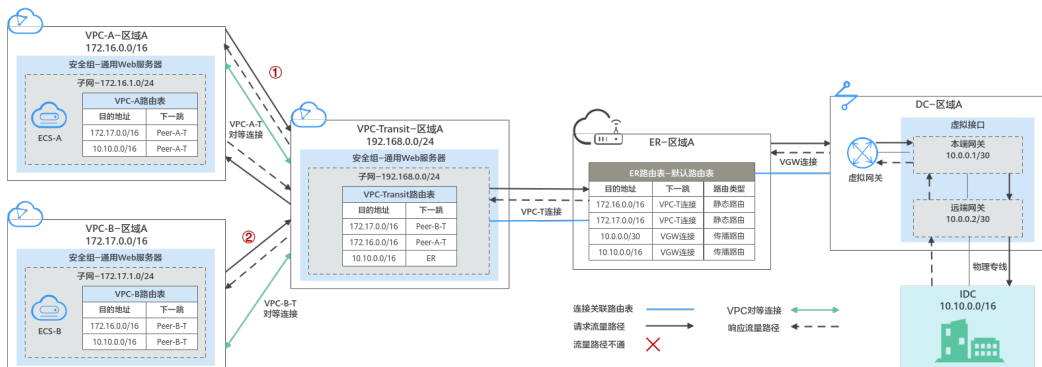 VPC-A-区域A
172.16.0.0/16
安全组-通用Web服务器
子网-172.16.1.0/24
ECS-A
VPC-A路由表
目的地址 下一跳
172.17.0.0/16 Peer-A-T
10.10.0.0/16 Peer-A-T
①
VPC-A-T
对等连接
VPC-B-区域A
172.17.0.0/16
安全组-通用Web服务器
子网-172.17.1.0/24
ECS-B
VPC-B路由表
目的地址 下一跳
172.16.0.0/16 Peer-B-T
10.10.0.0/16 Peer-B-T
②
VPC-B-T
对等连接
VPC-Transit-区域A
192.168.0.0/24
安全组-通用Web服务器
子网-192.168.0.0/24
VPC-Transit路由表
目的地址 下一跳
172.17.0.0/16 Peer-B-T
172.16.0.0/16 Peer-A-T
10.10.0.0/16 ER
VPC-T连接
ER-区域A
ER路由表-默认路由表
目的地址 下一跳 路由类型
172.16.0.0/16 VPC-T连接 静态路由
172.17.0.0/16 VPC-T连接 静态路由
10.0.0.0/30 VGW连接 传播路由
10.10.0.0/16 VGW连接 传播路由
VGW连接
DC-区域A
虚拟网关
虚拟接口
本端网关
10.0.0.1/30
远端网关
10.0.0.2/30
物理专线
IDC
10.10.0.0/16
连接关联路由表
请求流量路径
流量路径不通
VPC对等连接
响应流量路径